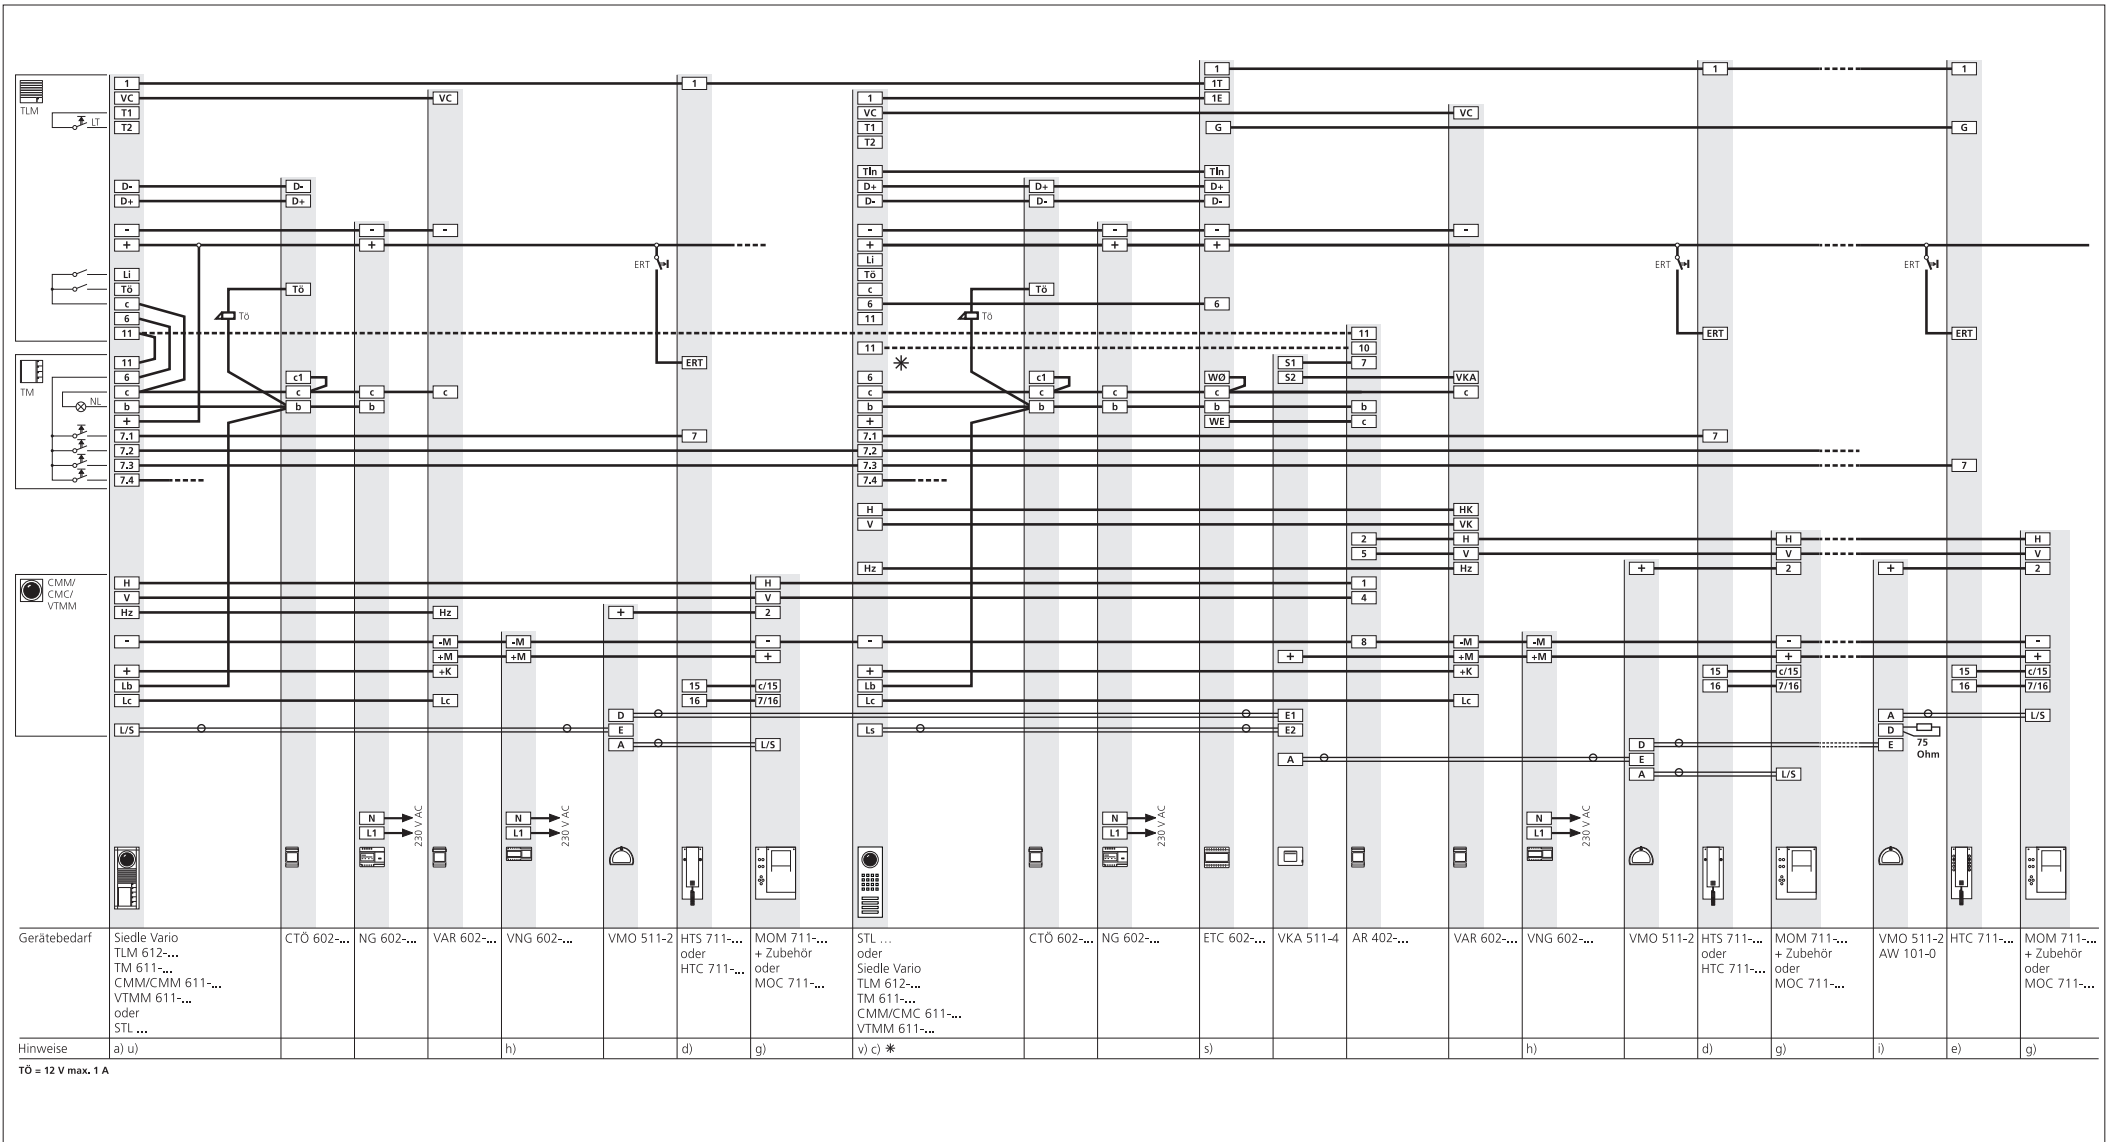 1 1 1
1 1 1T
VC VC 1 1E
TLM T1 VC VC
LT T2 T1 G G
T2
Tln Tln
D- D- D+ D+ D+
D+ D+ D- D- D-
- - - - - - -
+ + + + +
ERT Li ERT ERT
Li Tö
Tö Tö c Tö
c 6 6
6 Tö 11 Tö
11 11 ERT ERT
11 10
11 ERT ✳ S1 7
6 c1 6 c1 WØ S2 VKA
TM c c c c c c c c c
NL b b b b b b b b
+ + WE c
7.1 7 7.1 7
7.2 7.2
7.3 7.3 7
7.4 7.4
H HK
V VK
2 H H H
5 V V V
Hz Hz + 2 + 2
CMM/ H H 1
CMC/ V V 4
VTMM Hz Hz + 2
- -M -M - - 8 -M -M - -
+M +M + + +M +M + +
+ +K + +K 15 c/15 15 c/15
Lb 15 c/15 Lb 16 7/16 16 7/16
Lc Lc 16 7/16 Lc Lc
D E1 A L/S
L/S E Ls E2 D
A L/S D E 75
Ohm
A E
A L/S
N N N N
L1 L1 L1 L1
230 V AC 230 V AC 230 V AC 230 V AC
Gerätebedarf
Siedle Vario
TLM 612-...
TM 611-...
CMM/CMM 611-...
VTMM 611-...
oder
STL ...
CTÖ 602-...
NG 602-...
VAR 602-...
VNG 602-...
VMO 511-2
HTS 711-...
oder
HTC 711-...
MOM 711-...
+ Zubehör
oder
MOC 711-...
STL ...
oder
Siedle Vario
TLM 612-...
TM 611-...
CMM/CMC 611-...
VTMM 611-...
CTÖ 602-...
NG 602-...
ETC 602-...
VKA 511-4
AR 402-...
VAR 602-...
VNG 602-...
VMO 511-2
HTS 711-...
oder
HTC 711-...
MOM 711-...
+ Zubehör
oder
MOC 711-...
VMO 511-2
AW 101-0
HTC 711-...
MOM 711-...
+ Zubehör
oder
MOC 711-...
Hinweise a) u) h) d) g) v) c) ✳ s) h) d) g) i) e) g)
TÖ = 12 V max. 1 A